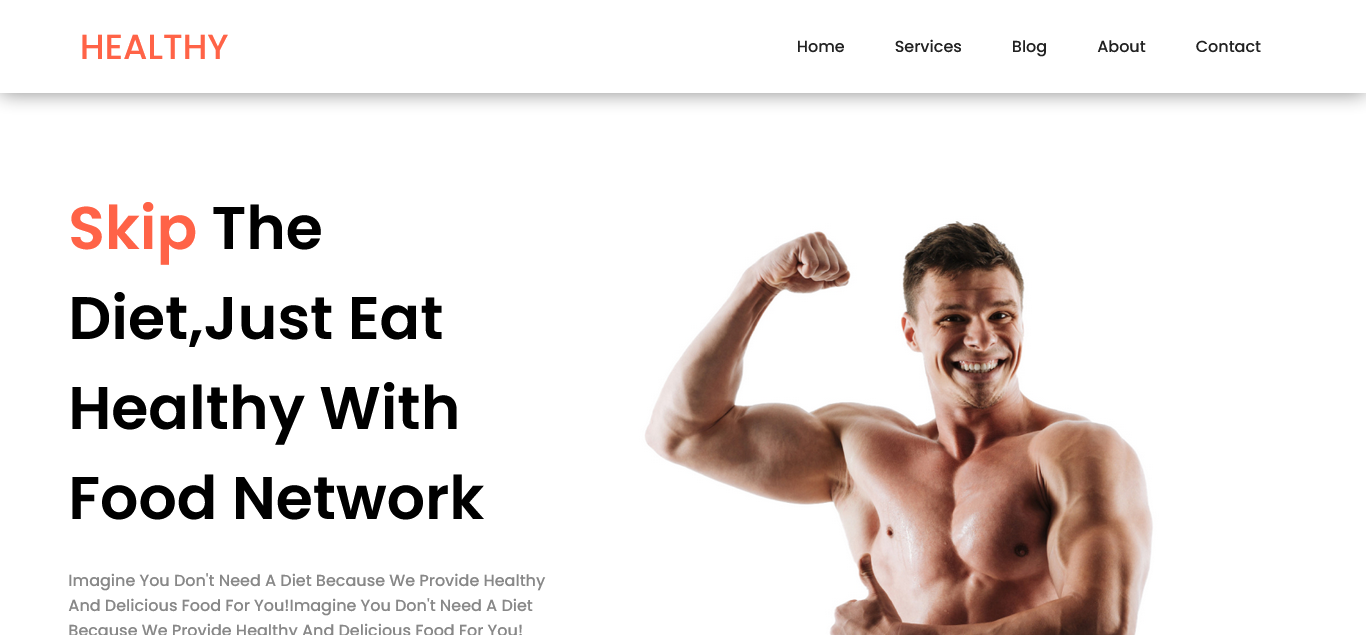 HEALTHY
Home Services Blog About Contact
Skip The
Diet,Just Eat
Healthy With
Food Network
Imagine You Don't Need A Diet Because We Provide Healthy
And Delicious Food For You!Imagine You Don't Need A Diet
Because We Provide Healthy And Delicious Food For You!